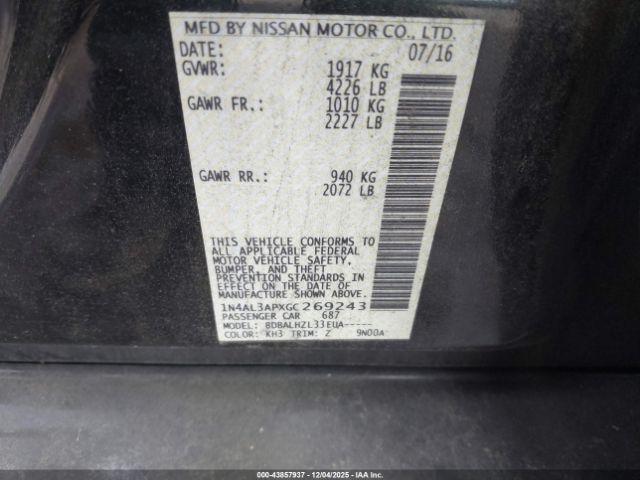 MFD BY NISSAN MOTOR CO., LTD.
DATE: 07/16
GVWR: 1917 KG
4226 LB
GAWR FR.: 1010 KG
2227 LB
GAWR RR.: 940 KG
2072 LB
THIS VEHICLE CONFORMS TO
ALL APPLICABLE FEDERAL
MOTOR VEHICLE SAFETY,
BUMPER, AND THEFT
PREVENTION STANDARDS IN
EFFECT ON THE DATE OF
MANUFACTURE SHOWN ABOVE.
1N4AL3APXGC269243
PASSENGER CAR 687
MODEL: BDBALHZL33EUA-----
COLOR: KH3 TRIM: Z 9N00A
000-43857937 - 12/04/2025 - IAAI.com